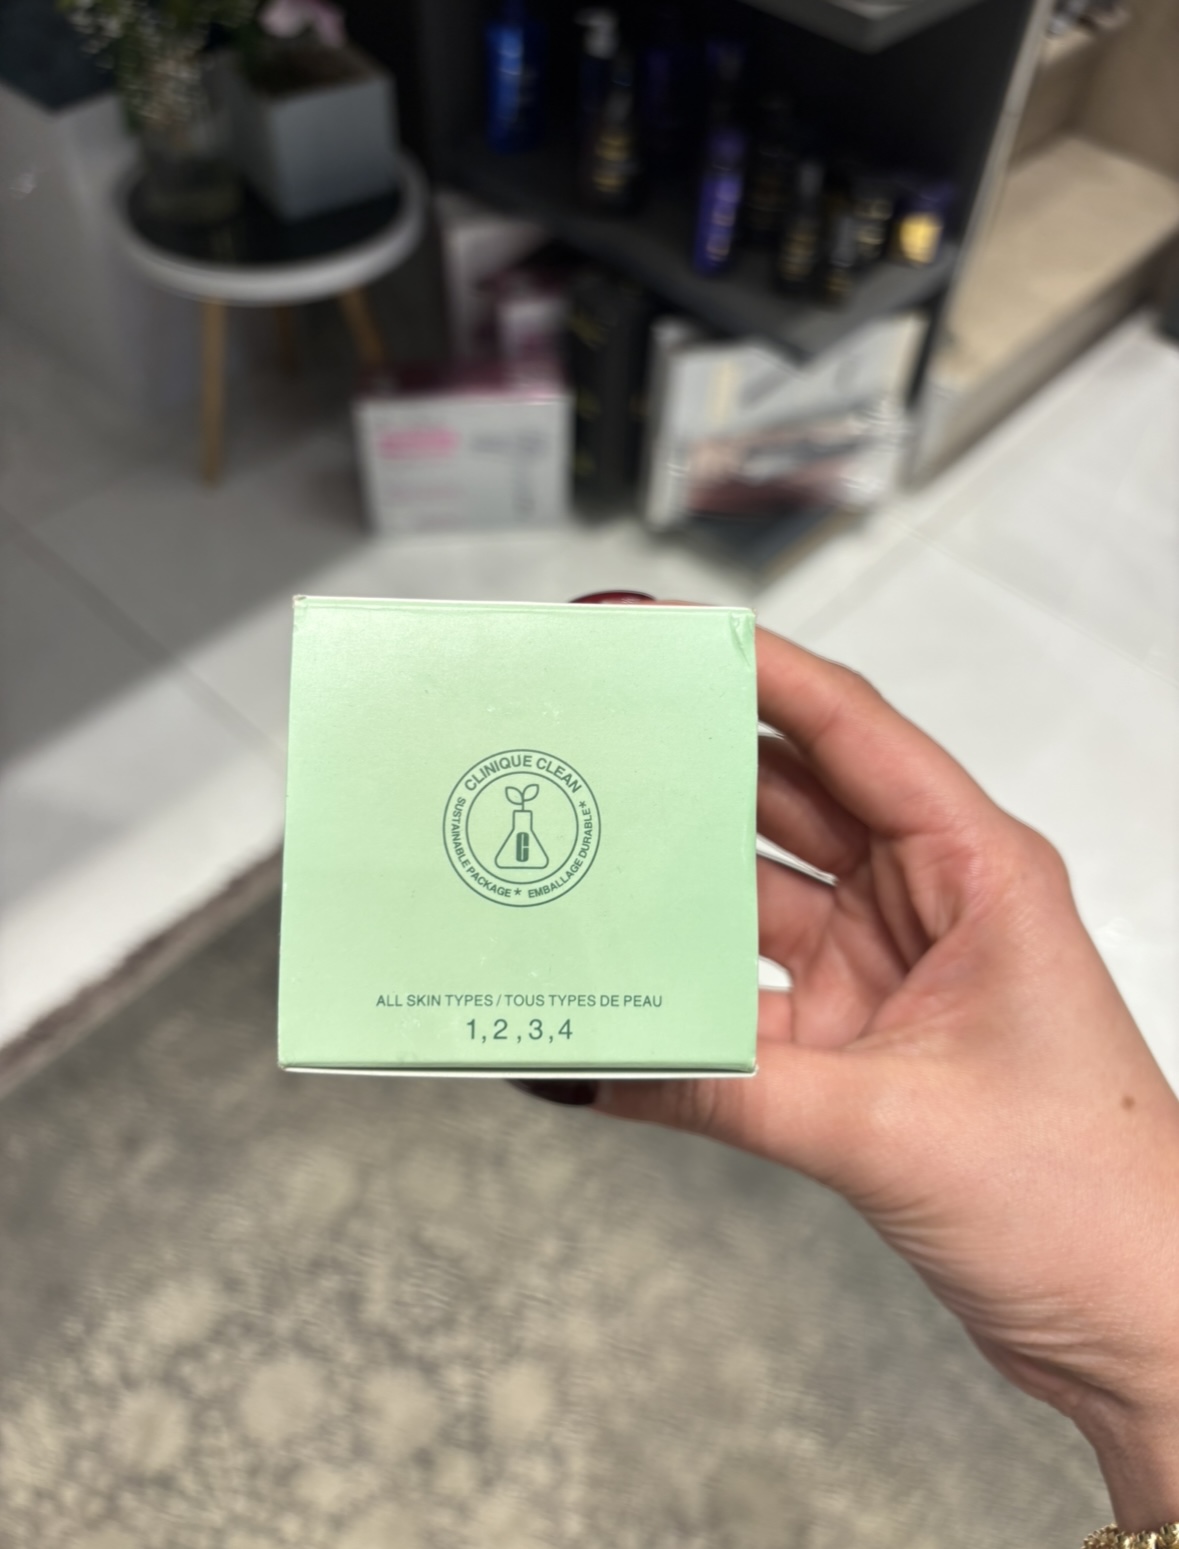 CLINIQUE CLEAN
SUSTAINABLE PACKAGE * EMBALLAGE DURABLE*
C
ALL SKIN TYPES / TOUS TYPES DE PEAU
1,2,3,4